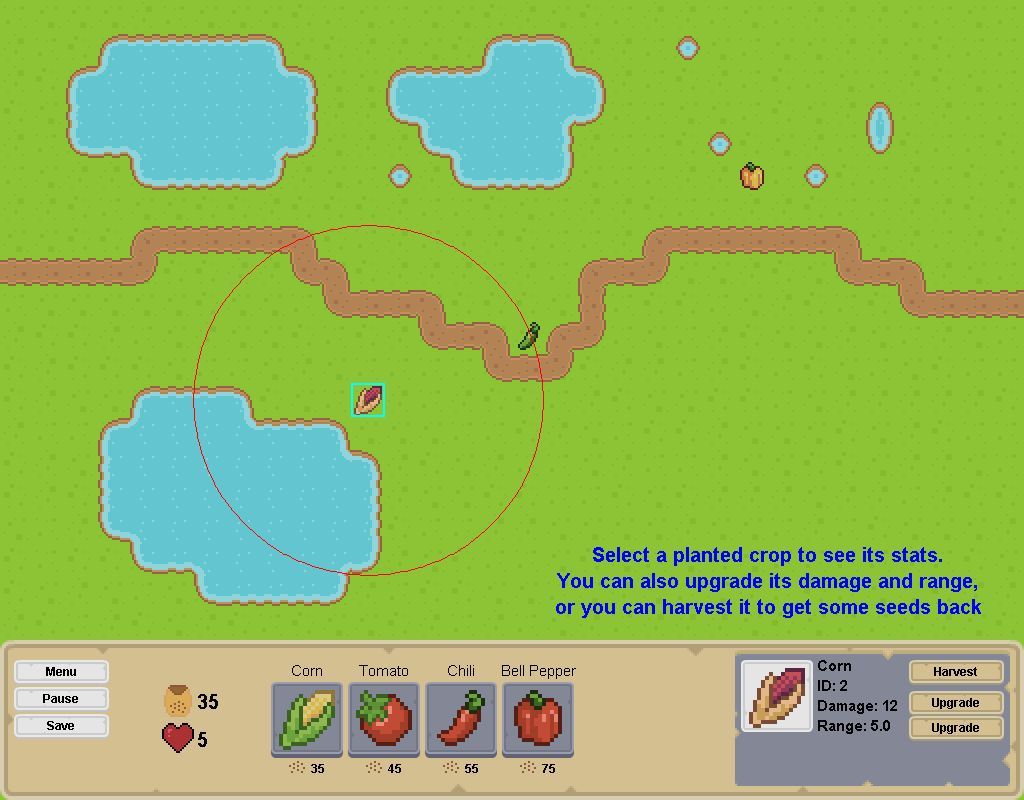 Select a planted crop to see its stats.
You can also upgrade its damage and range,
or you can harvest it to get some seeds back
Menu
Pause
Save
35
5
Corn
Tomato
Chili
Bell Pepper
35
45
55
75
Corn
ID: 2
Damage: 12
Range: 5.0
Harvest
Upgrade
Upgrade